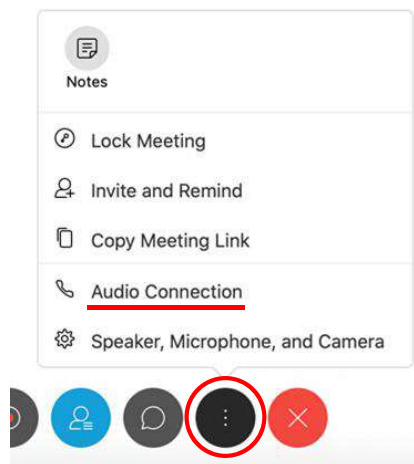 Notes
Lock Meeting
Invite and Remind
Copy Meeting Link
Audio Connection
Speaker, Microphone, and Camera